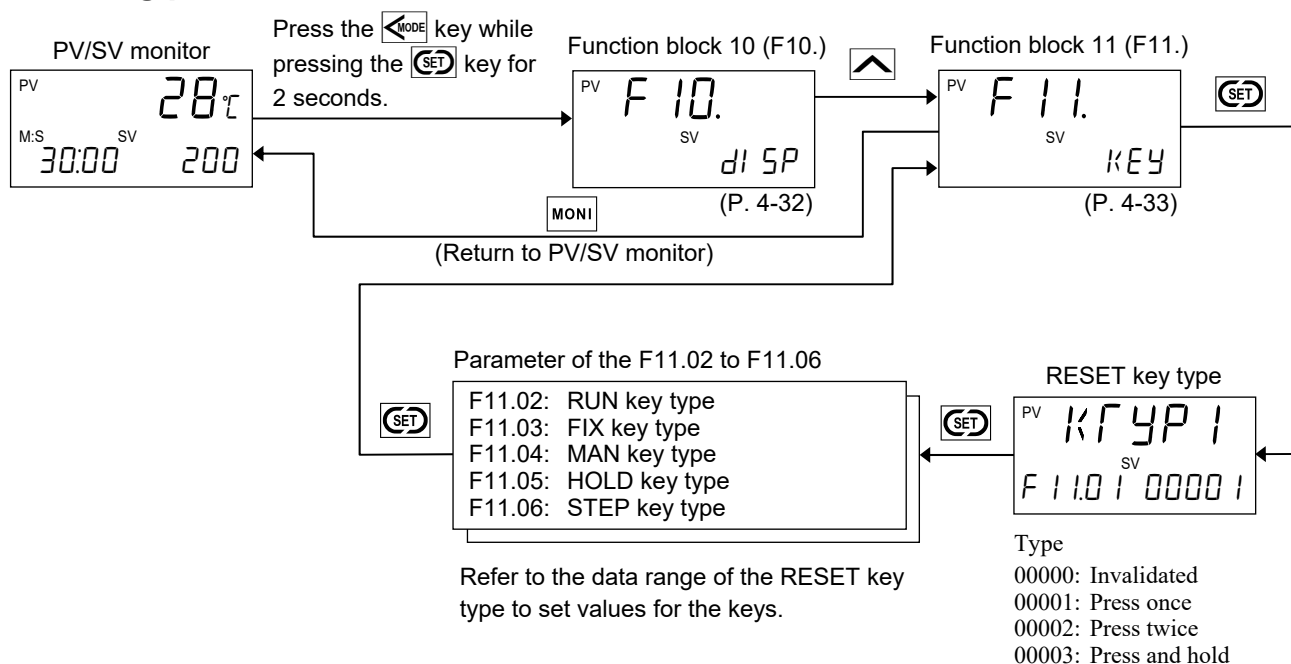 PV/SV monitor
PV
28℃
M:S
SV
30:00 200
Press the <MODE key while
pressing the SET key for
2 seconds.
Function block 10 (F10.)
PV
F10.
SV
dISP
(P. 4-32)
Function block 11 (F11.)
PV
F11.
SV
KEY
(P. 4-33)
SET
MONI
(Return to PV/SV monitor)
Parameter of the F11.02 to F11.06
SET
F11.02: RUN key type
F11.03: FIX key type
F11.04: MAN key type
F11.05: HOLD key type
F11.06: STEP key type
SET
Refer to the data range of the RESET key
type to set values for the keys.
RESET key type
PV
KTYP1
SV
F11.01 00001
Type
00000: Invalidated
00001: Press once
00002: Press twice
00003: Press and hold